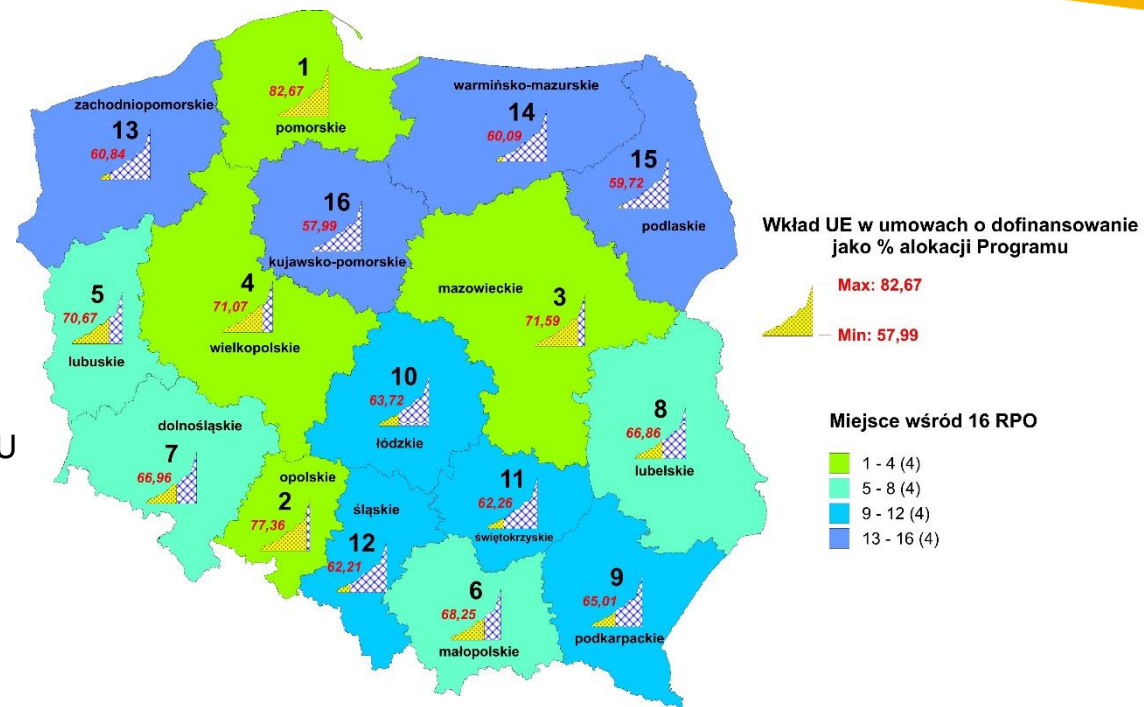 1
82,67
pomorskie
zachodniopomorskie
13
60,84
warmińsko-mazurskie
14
60,09
15
59,72
podlaskie
16
57,99
kujawsko-pomorskie
5
70,67
lubuskie
4
71,07
wielkopolskie
mazowieckie
3
71,59
10
63,72
łódzkie
8
66,86
lubelskie
dolnośląskie
7
66,96
opolskie
2
77,36
śląskie
12
62,21
11
62,26
świętokrzyskie
6
68,25
małopolskie
9
65,01
podkarpackie
U
Wkład UE w umowach o dofinansowanie
jako % alokacji Programu
Max: 82,67
Min: 57,99
Miejsce wśród 16 RPO
1 - 4 (4)
5 - 8 (4)
9 - 12 (4)
13 - 16 (4)